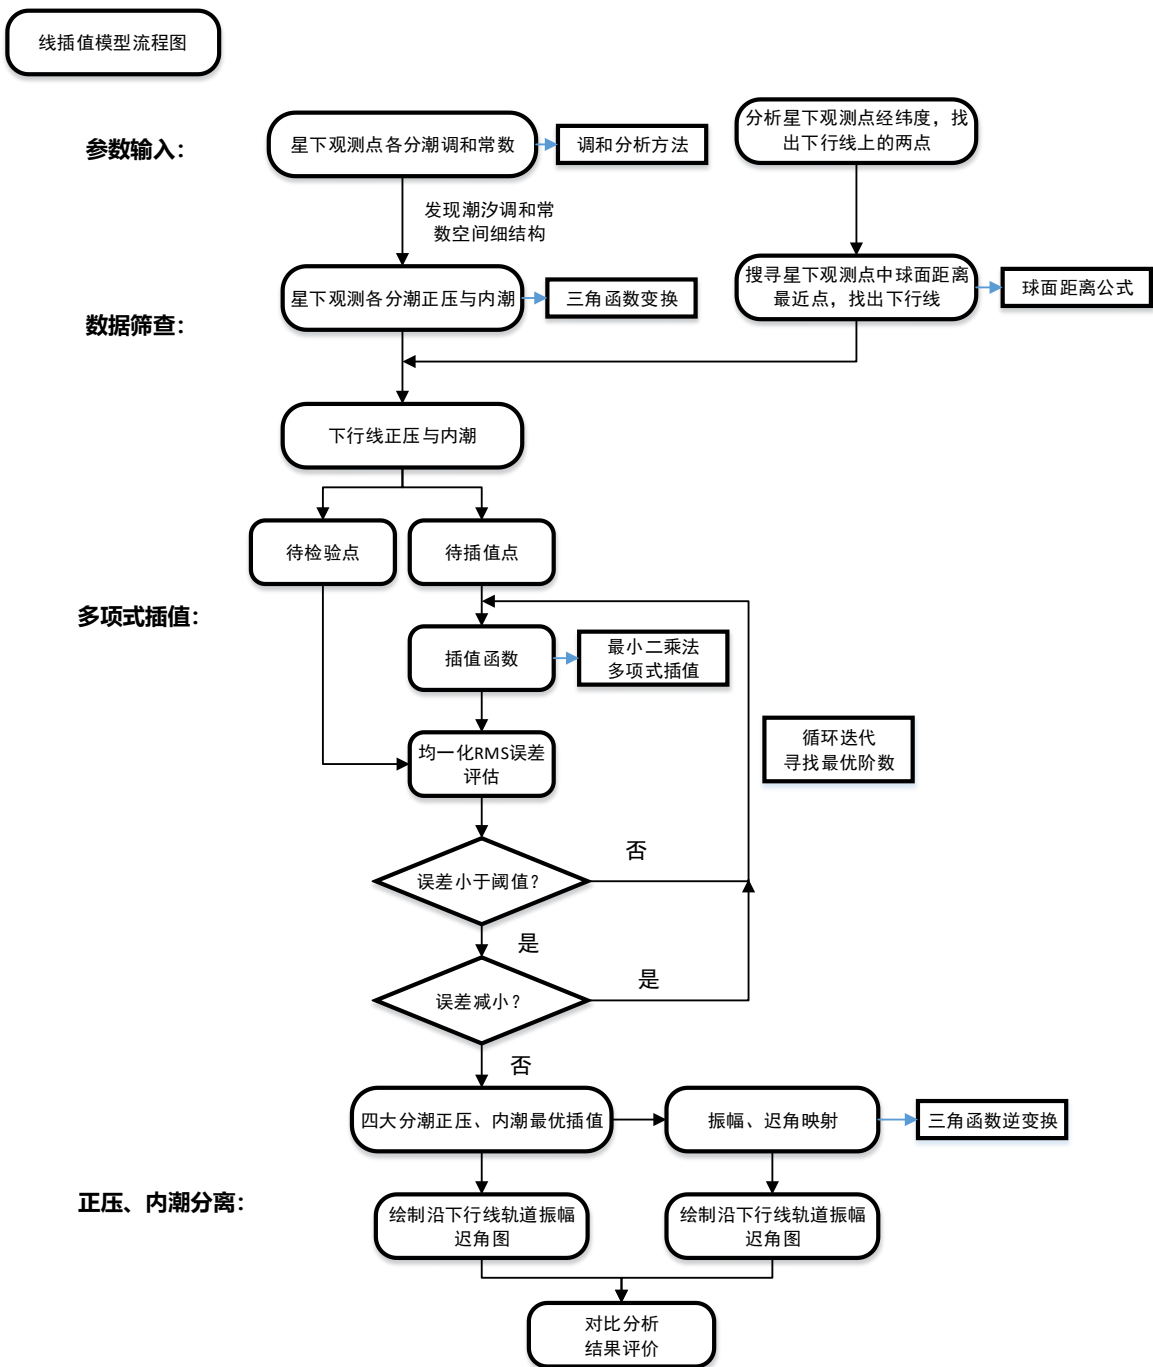 线插值模型流程图
参数输入：
星下观测点各分潮调和常数
调和分析方法
分析星下观测点经纬度，找
出下行线上的两点
发现潮汐调和常
数空间细结构
数据筛查：
星下观测各分潮正压与内潮
三角函数变换
搜寻星下观测点中球面距离
最近点，找出下行线
球面距离公式
下行线正压与内潮
待检验点
待插值点
多项式插值：
插值函数
最小二乘法
多项式插值
均一化RMS误差
评估
循环迭代
寻找最优阶数
误差小于阈值？
否
是
误差减小？
是
否
四大分潮正压、内潮最优插值
振幅、迟角映射
三角函数逆变换
正压、内潮分离：
绘制沿下行线轨道振幅
迟角图
绘制沿下行线轨道振幅
迟角图
对比分析
结果评价